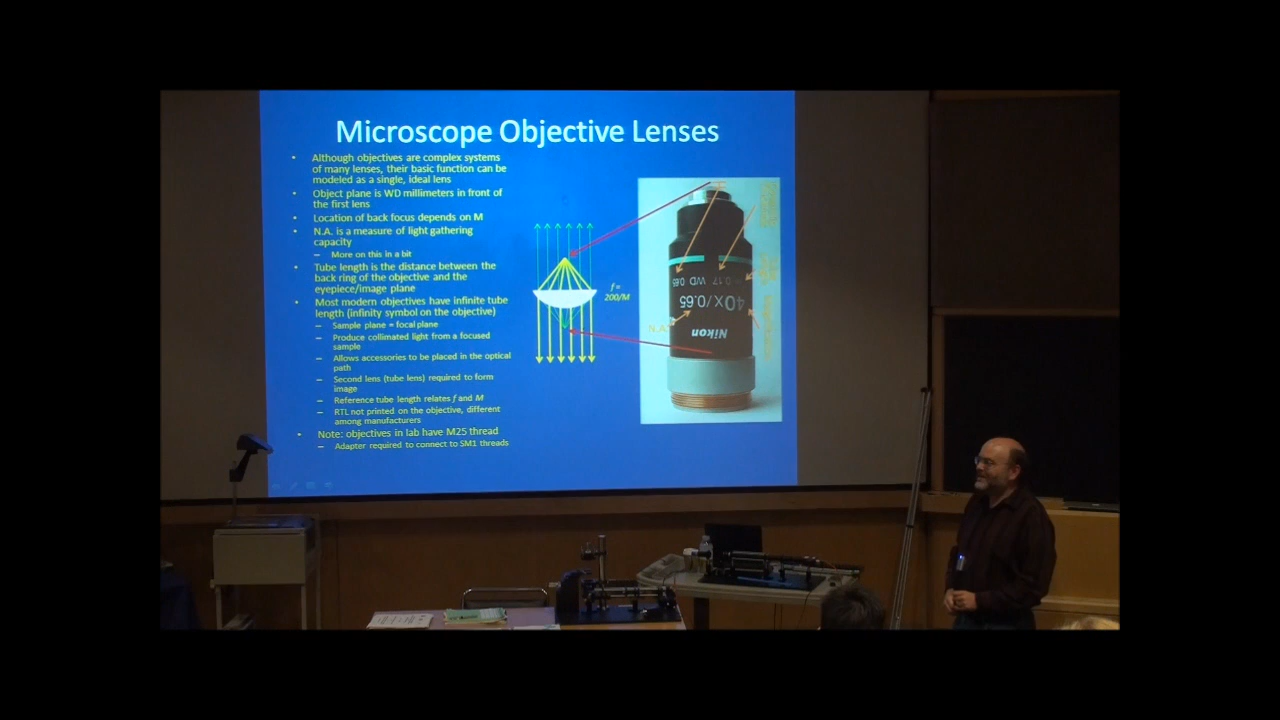 Microscope Objective Lenses
• Although objectives are complex systems
of many lenses, their basic function can be
modeled as a single, ideal lens
• Object plane is WD millimeters in front of
the first lens
• Location of back focus depends on M
• N.A. is a measure of light gathering
capacity
– More on this in a bit
• Tube length is the distance between the
back ring of the objective and the
eyepiece/image plane
• Most modern objectives have infinite tube
length (infinity symbol on the objective)
– Sample plane = focal plane
– Produce collimated light from a focused
sample
– Allows accessories to be placed in the optical
path
– Second lens (tube lens) required to form
image
– Reference tube length relates f and M
– RTL not printed on the objective, different
among manufacturers
• Note: objectives in lab have M25 thread
– Adapter required to connect to SM1 threads
f =
200/M
N.A.
0.17 WD 0.65
40x/0.65
Nikon